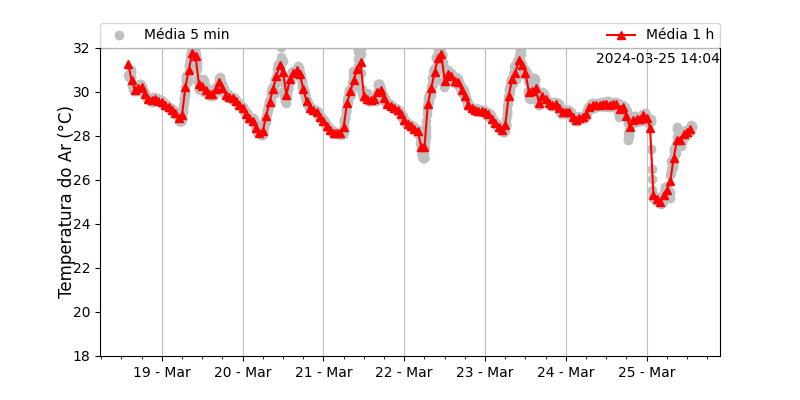 Média 5 min
Média 1 h
2024-03-25 14:04
Temperatura do Ar (°C)
32
30
28
26
24
22
20
18
19 - Mar
20 - Mar
21 - Mar
22 - Mar
23 - Mar
24 - Mar
25 - Mar